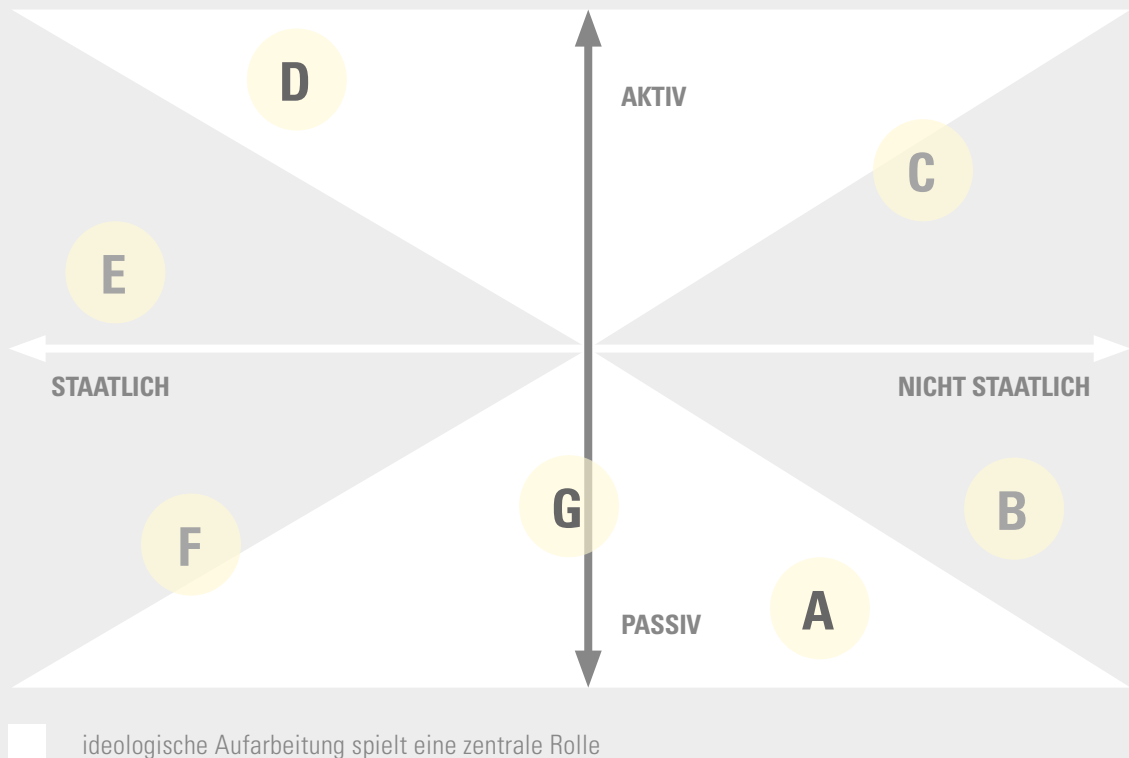 D
AKTIV
C
E
STAATLICH
NICHT STAATLICH
G
B
F
A
PASSIV
ideologische Aufarbeitung spielt eine zentrale Rolle